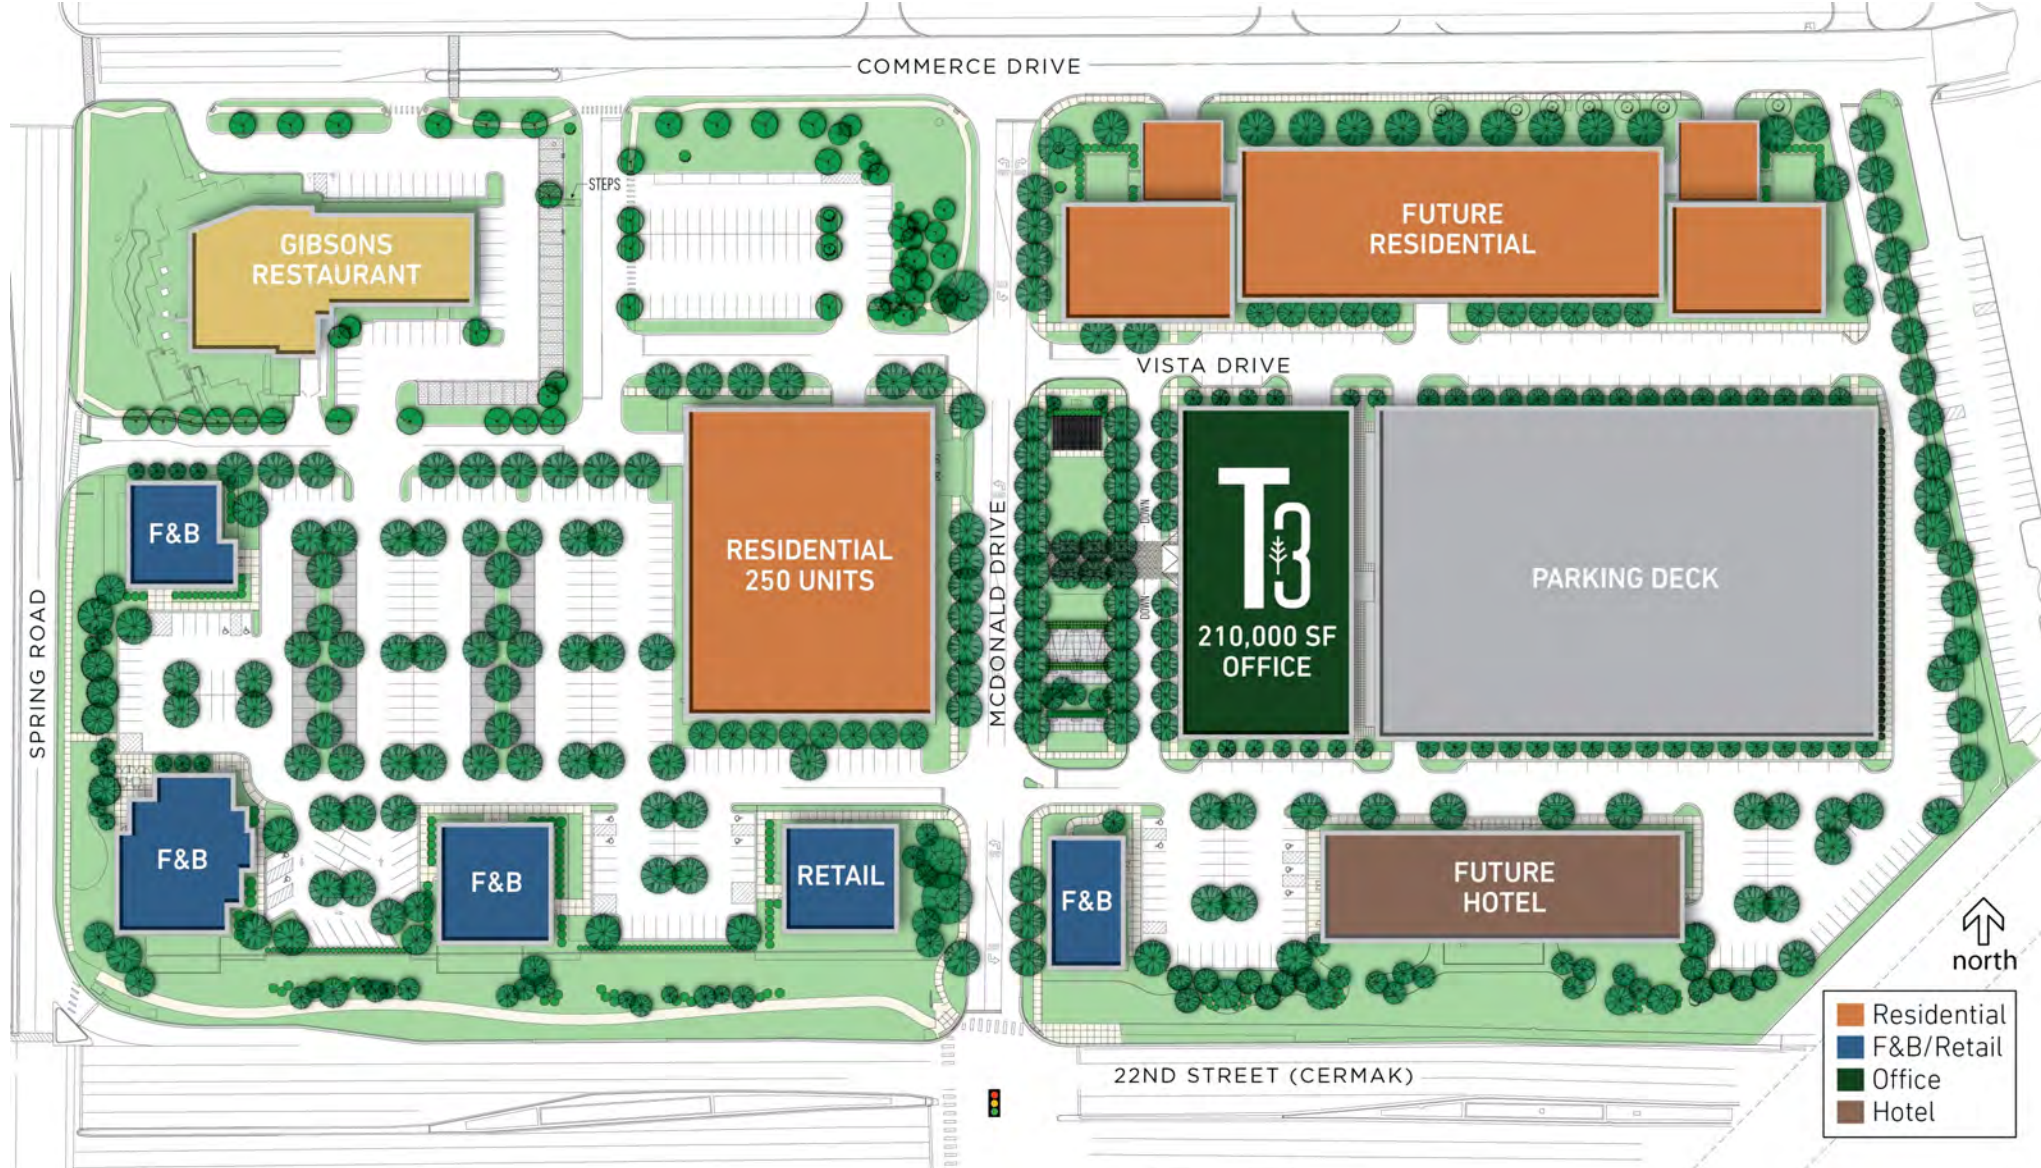 COMMERCE DRIVE
STEPS
GIBSONS
RESTAURANT
FUTURE
RESIDENTIAL
VISTA DRIVE
F&B
RESIDENTIAL
250 UNITS
MCDONALD DRIVE
DOWN
DOWN
T3
210,000 SF
OFFICE
PARKING DECK
SPRING ROAD
F&B
F&B
RETAIL
F&B
FUTURE
HOTEL
north
Residential
F&B/Retail
Office
Hotel
22ND STREET (CERMAK)